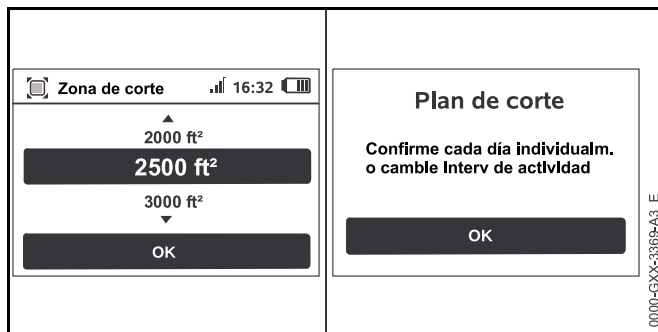 Zona de corte 16:32
2000 ft²
2500 ft²
3000 ft²
OK
Plan de corte
Confirme cada día individualm.
o cambie Interv de actividad
OK
0000-GXX-3369-A3_E